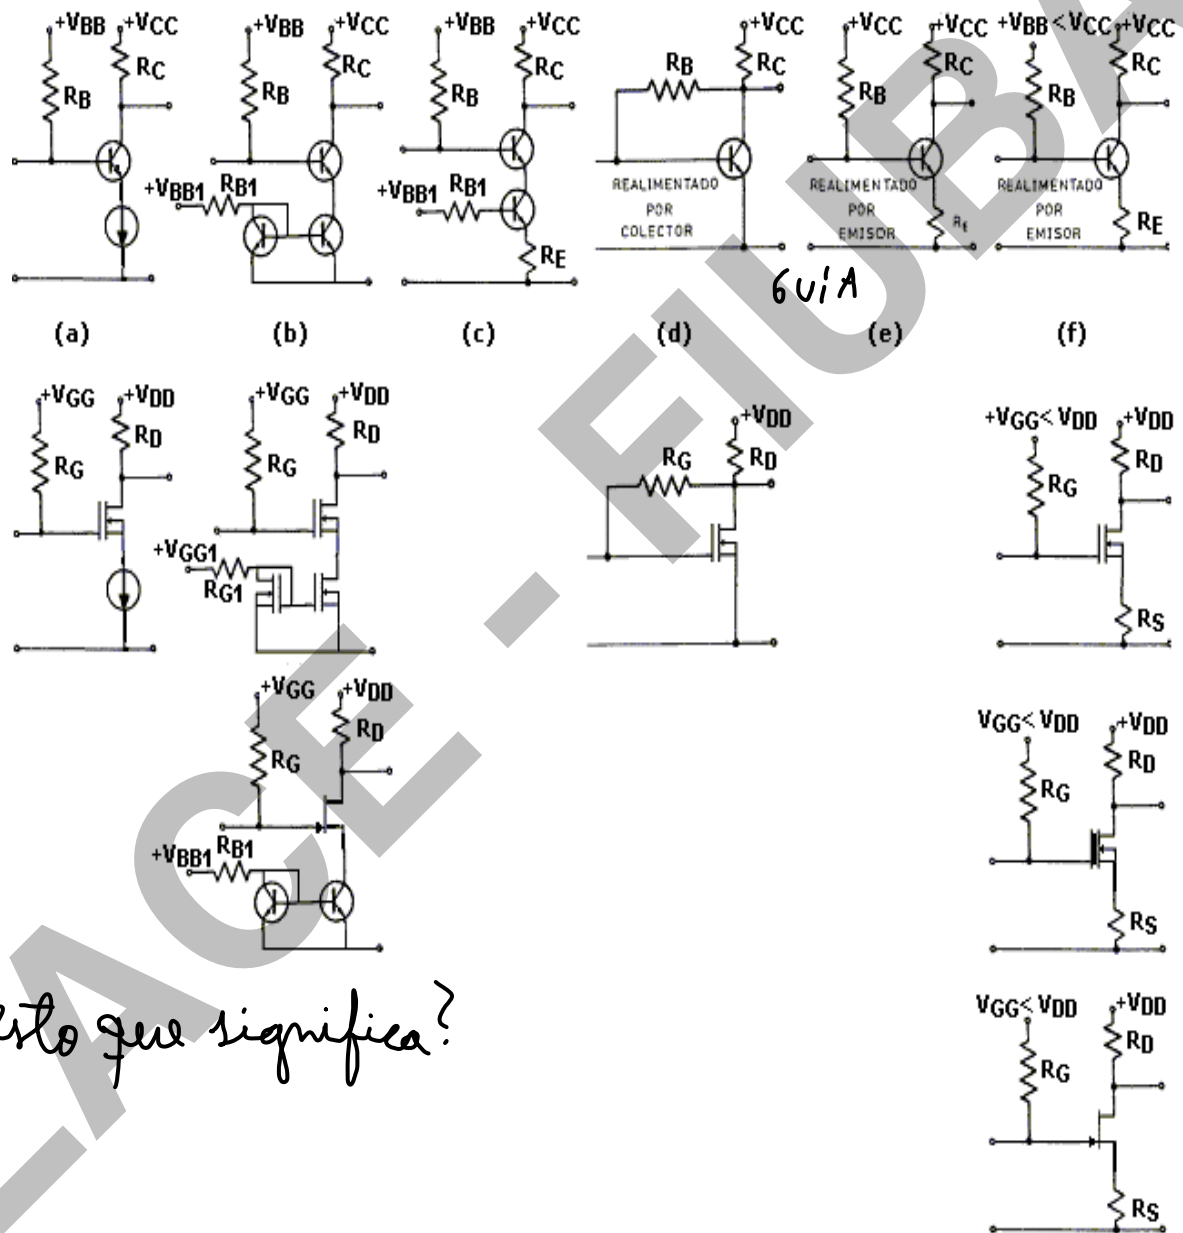 +VBB +VCC +VBB +VCC +VBB +VCC +VCC +VBB +VCC +VBB < VCC +VCC
RC RC RC RB RC RC RC
RB RB RB RB RB
+VBB1 RB1 +VBB1 RB1
REALIMENTADO
POR
COLECTOR
REALIMENTADO
POR
EMISOR
RE
REALIMENTADO
POR
EMISOR
RE
RE
GUÍA
(a) (b) (c) (d) (e) (f)
+VGG +VDD +VGG +VDD +VDD +VGG< VDD +VDD
RD RD RG RD RD
RG RG RG
+VGG1
RG1
RS
+VGG +VDD
RD
RG
+VBB1 RB1
VGG< VDD +VDD
RD
RG
RS
esto que significa?
VGG< VDD +VDD
RD
RG
RS
LACE - FIUBA